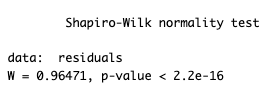 Shapiro-Wilk normality test
data:  residuals
W = 0.96471, p-value < 2.2e-16